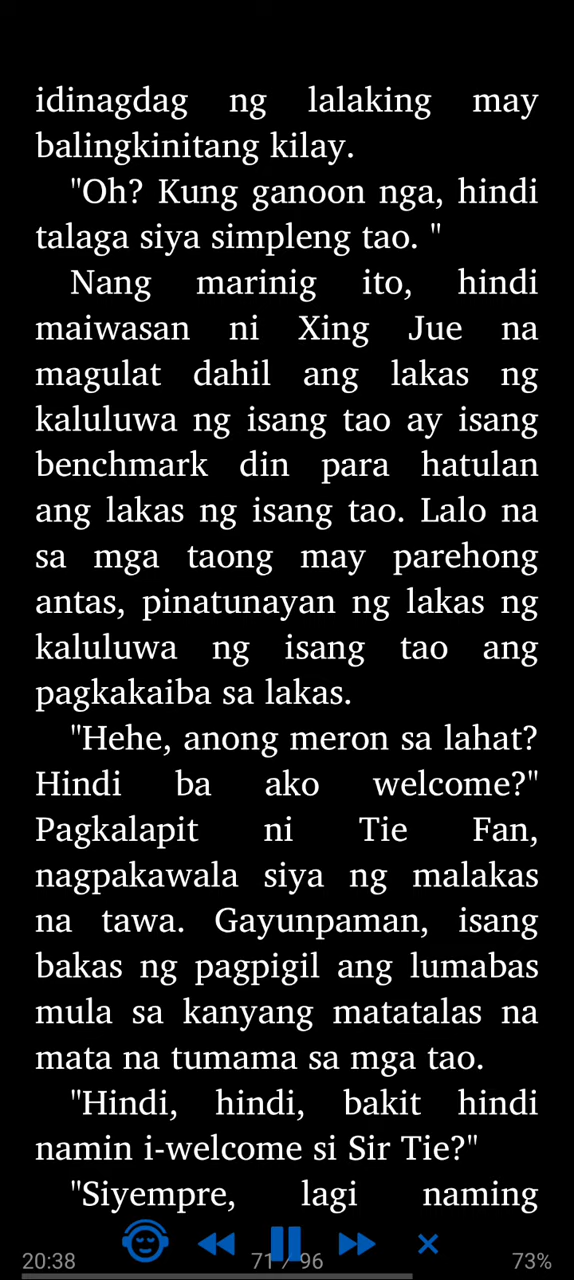 idinagdag ng lalaking may
balingkinitang kilay.
"Oh? Kung ganoon nga, hindi
talaga siya simpleng tao. "
Nang marinig ito, hindi
maiwasan ni Xing Jue na
magulat dahil ang lakas ng
kaluluwa ng isang tao ay isang
benchmark din para hatulan
ang lakas ng isang tao. Lalo na
sa mga taong may parehong
antas, pinatunayan ng lakas ng
kaluluwa ng isang tao ang
pagkakaiba sa lakas.
"Hehe, anong meron sa lahat?
Hindi ba ako welcome?"
Pagkalapit ni Tie Fan,
nagpakawala siya ng malakas
na tawa. Gayunpaman, isang
bakas ng pagpigil ang lumabas
mula sa kanyang matatalas na
mata na tumama sa mga tao.
"Hindi, hindi, bakit hindi
namin i-welcome si Sir Tie?"
"Siyempre, lagi naming
20:38 71 / 96 73%